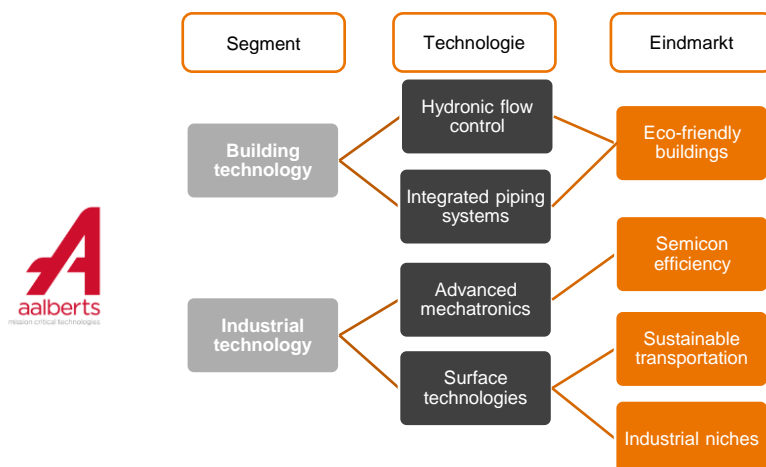 Segment
Technologie
Eindmarkt
Building
technology
Hydronic flow
control
Integrated piping
systems
Eco-friendly
buildings
aalberts
mission critical technologies
Industrial
technology
Advanced
mechatronics
Surface
technologies
Semicon
efficiency
Sustainable
transportation
Industrial niches